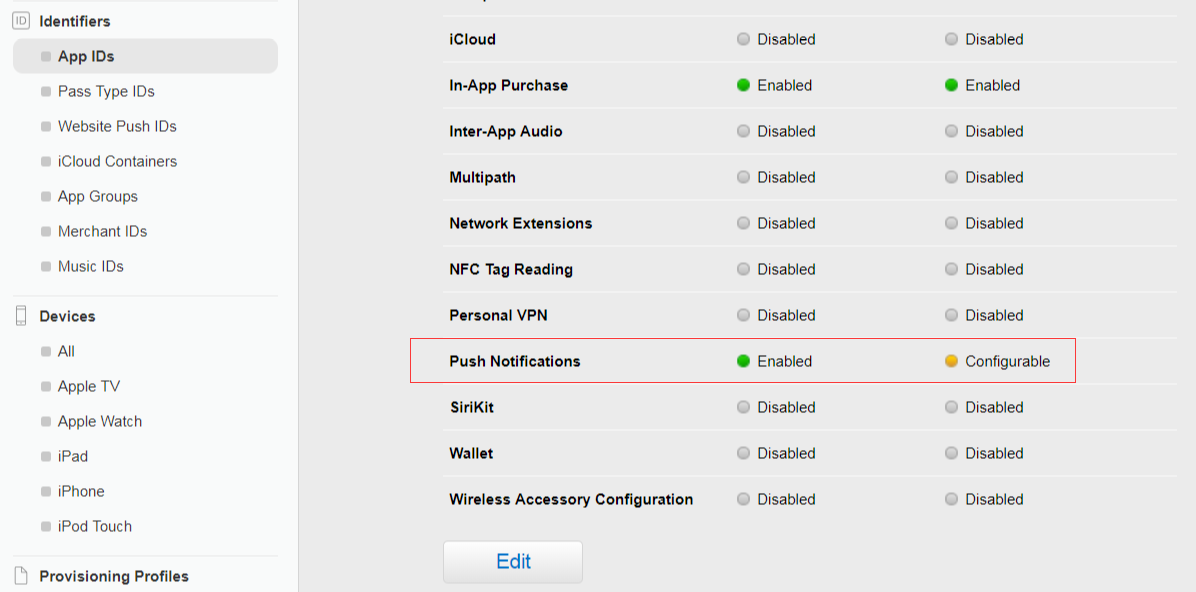 ID Identifiers
App IDs
Pass Type IDs
Website Push IDs
iCloud Containers
App Groups
Merchant IDs
Music IDs
Devices
All
Apple TV
Apple Watch
iPad
iPhone
iPod Touch
Provisioning Profiles
iCloud Disabled Disabled
In-App Purchase Enabled Enabled
Inter-App Audio Disabled Disabled
Multipath Disabled Disabled
Network Extensions Disabled Disabled
NFC Tag Reading Disabled Disabled
Personal VPN Disabled Disabled
Push Notifications Enabled Configurable
SiriKit Disabled Disabled
Wallet Disabled Disabled
Wireless Accessory Configuration Disabled Disabled
Edit